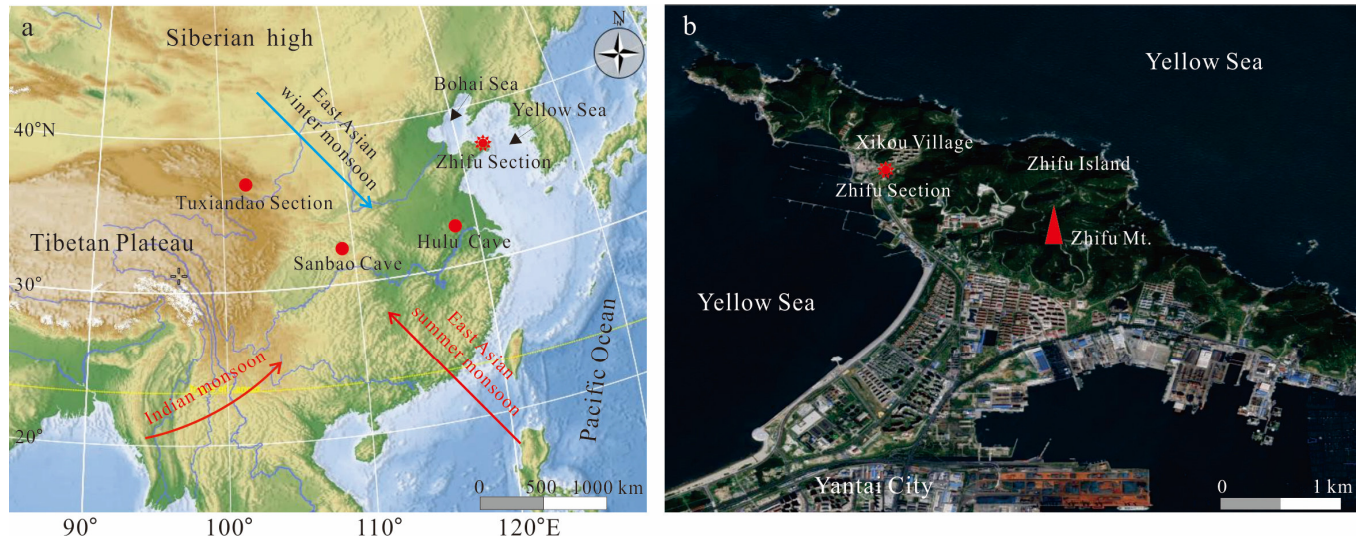 a
Siberian high
N
Bohai Sea
East Asian
winter monsoon
Yellow Sea
40°N
Zhifu Section
Tuxiandao Section
Tibetan Plateau
Hulu Cave
Sanbao Cave
30°
East Asian
summer monsoon
Pacific Ocean
Indian monsoon
20°
0 500 1000 km
90° 100° 110° 120°E
b
Yellow Sea
Xikou Village
Zhifu Island
Zhifu Section
Zhifu Mt.
Yellow Sea
Yantai City
0 1 km